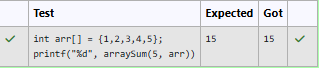 Test Expected Got
int arr[] = {1,2,3,4,5}; 15 15
printf("%d", arraySum(5, arr))